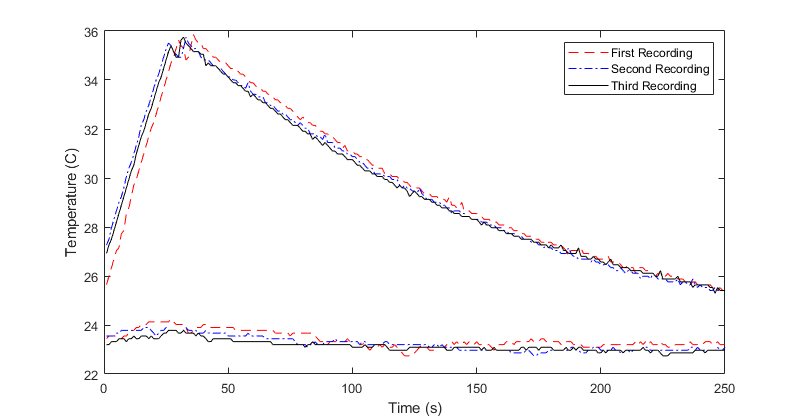 36
34
32
30
28
26
24
22
Temperature (C)
First Recording
Second Recording
Third Recording
0 50 100 150 200 250
Time (s)